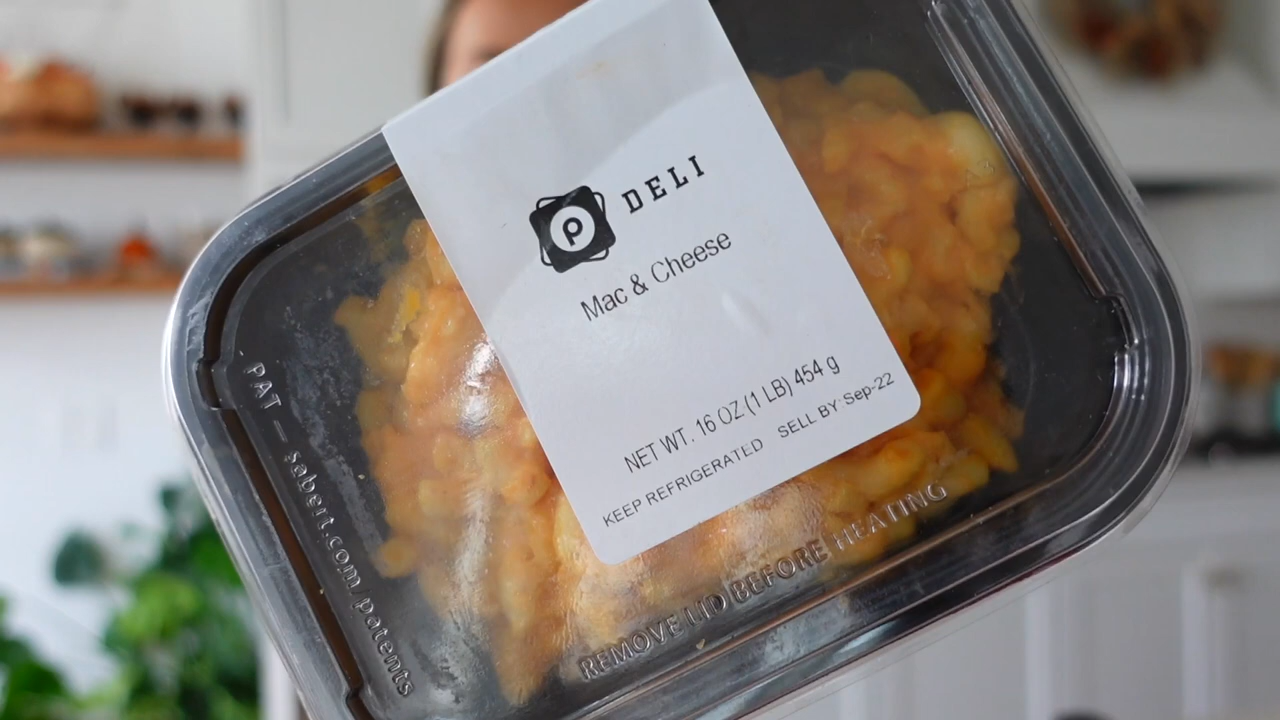 P DELI
Mac & Cheese
NET WT. 16 OZ (1 LB) 454 g
KEEP REFRIGERATED SELL BY: Sep-22
PAT — sabert.com/patents
REMOVE LID BEFORE HEATING